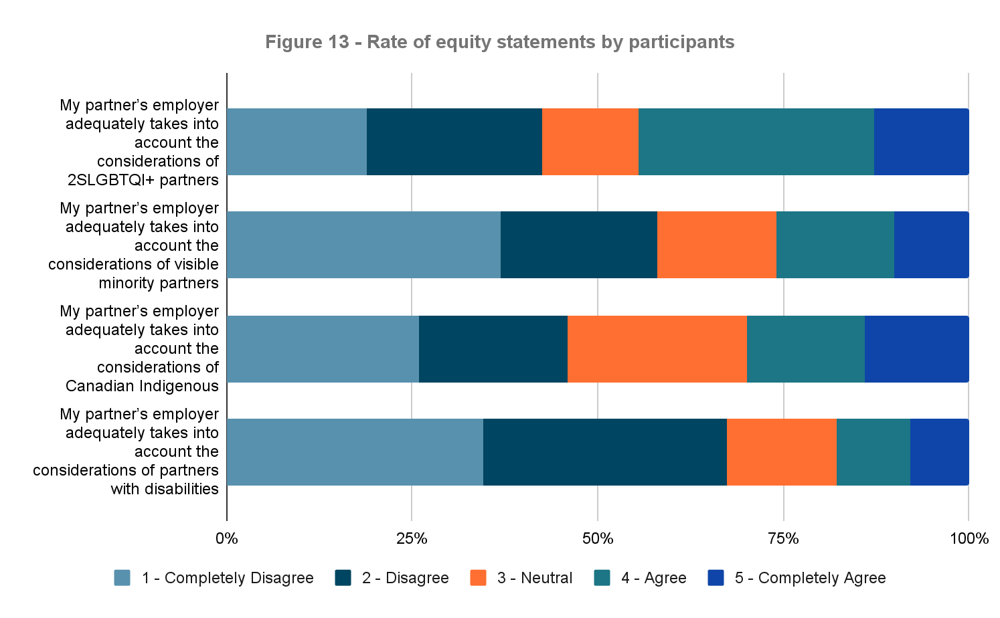 Figure 13 - Rate of equity statements by participants
My partner’s employer
adequately takes into
account the
considerations of
2SLGBTQI+ partners
My partner’s employer
adequately takes into
account the
considerations of visible
minority partners
My partner’s employer
adequately takes into
account the
considerations of
Canadian Indigenous
My partner’s employer
adequately takes into
account the
considerations of partners
with disabilities
0% 25% 50% 75% 100%
1 - Completely Disagree 2 - Disagree 3 - Neutral 4 - Agree 5 - Completely Agree